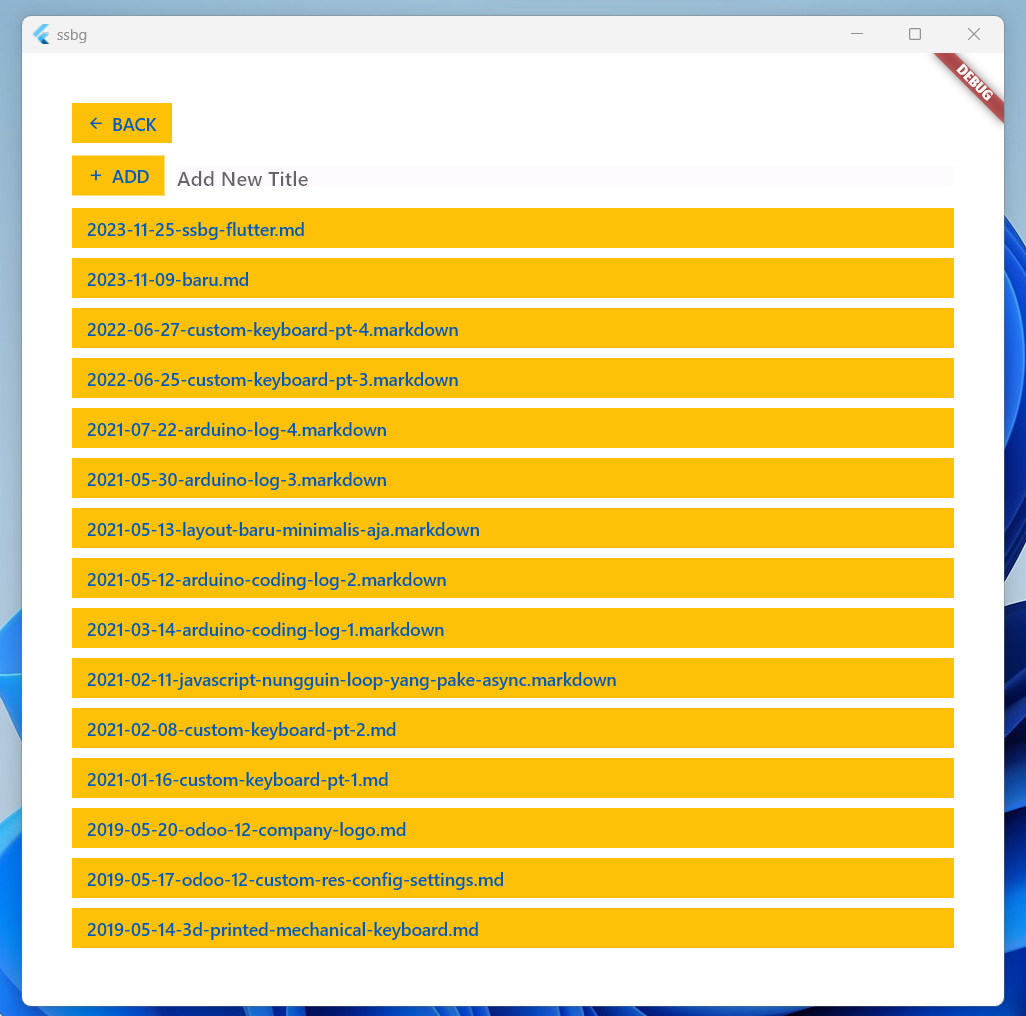 ssbg
DEBUG
BACK
ADD
Add New Title
2023-11-25-ssbg-flutter.md
2023-11-09-baru.md
2022-06-27-custom-keyboard-pt-4.markdown
2022-06-25-custom-keyboard-pt-3.markdown
2021-07-22-arduino-log-4.markdown
2021-05-30-arduino-log-3.markdown
2021-05-13-layout-baru-minimalis-aja.markdown
2021-05-12-arduino-coding-log-2.markdown
2021-03-14-arduino-coding-log-1.markdown
2021-02-11-javascript-nungguin-loop-yang-pake-async.markdown
2021-02-08-custom-keyboard-pt-2.md
2021-01-16-custom-keyboard-pt-1.md
2019-05-20-odoo-12-company-logo.md
2019-05-17-odoo-12-custom-res-config-settings.md
2019-05-14-3d-printed-mechanical-keyboard.md